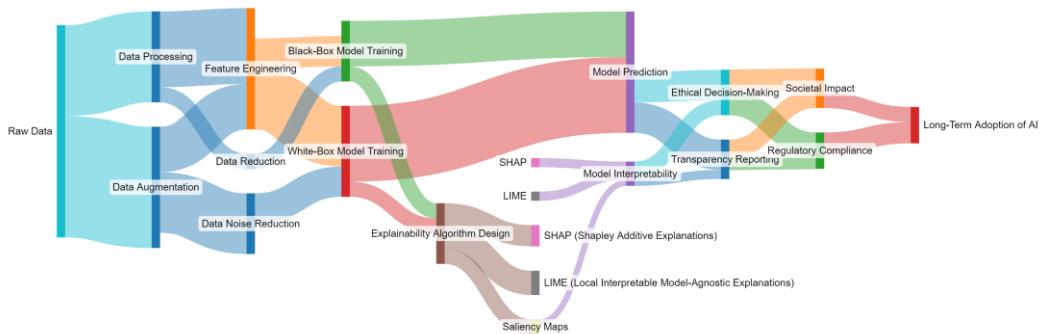 Raw Data
Data Processing
Data Augmentation
Feature Engineering
Data Reduction
Data Noise Reduction
Black-Box Model Training
White-Box Model Training
Explainability Algorithm Design
SHAP
LIME
SHAP (Shapley Additive Explanations)
LIME (Local Interpretable Model-Agnostic Explanations)
Saliency Maps
Model Prediction
Model Interpretability
Ethical Decision-Making
Transparency Reporting
Societal Impact
Regulatory Compliance
Long-Term Adoption of AI